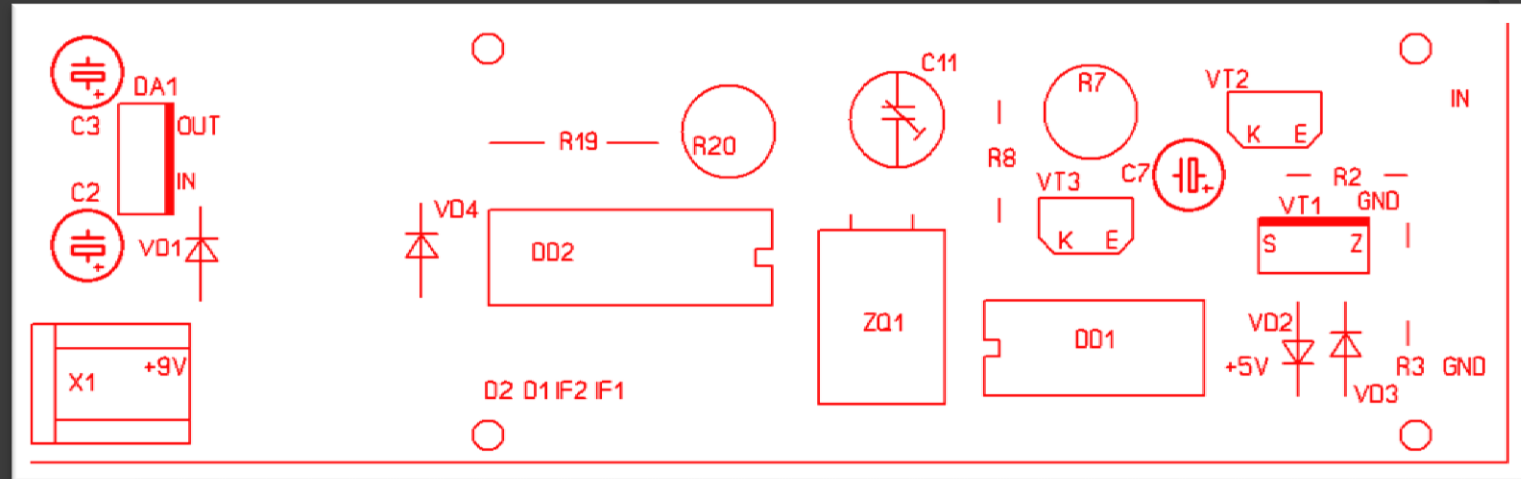 C3
DA1
OUT
IN
C2
VD1
X1
+9V
VD4
R19
R20
DD2
D2 D1 IF2 IF1
C11
ZQ1
R8
R7
VT3
K E
C7
DD1
VT2
K E
R2
VT1
GND
S Z
VD2
+5V
VD3
R3
GND
IN